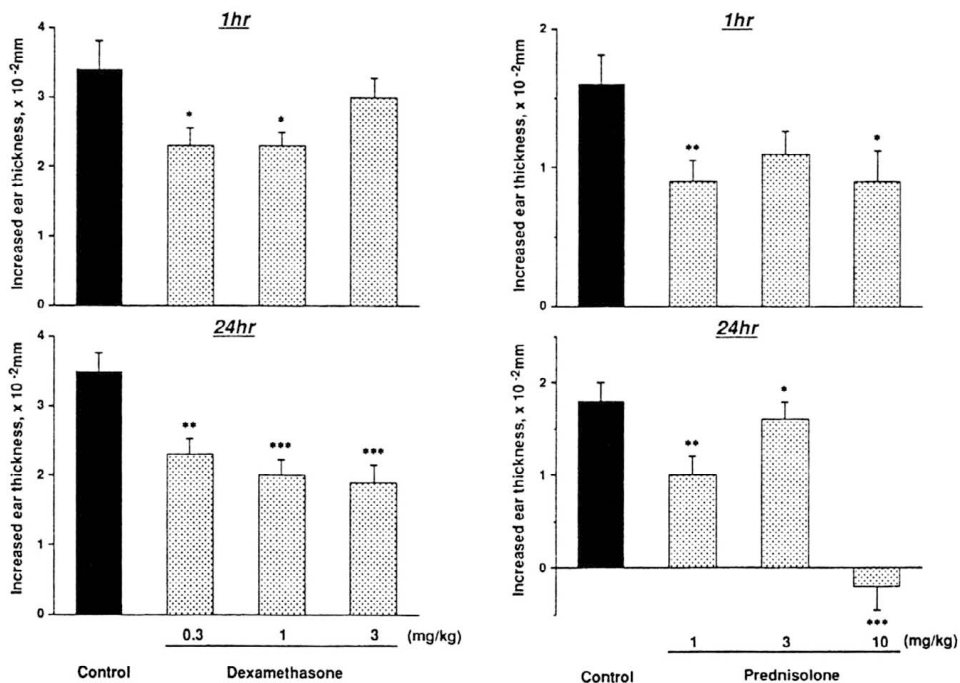 1hr
Increased ear thickness, x 10 -2mm
4
3
2
1
0
*
*
24hr
Increased ear thickness, x 10 -2mm
4
3
2
1
0
**
***
***
0.3 1 3 (mg/kg)
Control Dexamethasone
1hr
Increased ear thickness, x 10 -2mm
2
1
0
**
*
24hr
Increased ear thickness, x 10 -2mm
2
1
0
**
*
***
1 3 10 (mg/kg)
Control Prednisolone